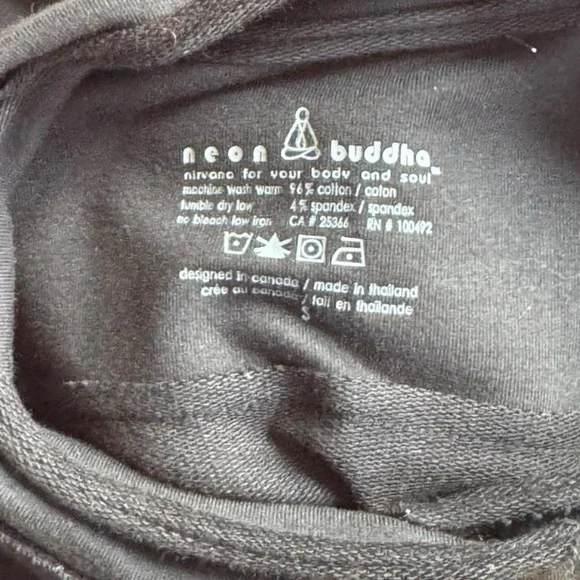 neon buddha
nirvana for your body and soul™
machine wash warm 96% cotton / coton
tumble dry low 4% spandex / spandex
no bleach low iron CA # 25366 RN # 100492
designed in canada / made in thailand
crée au canada / fait en thaïlande
S